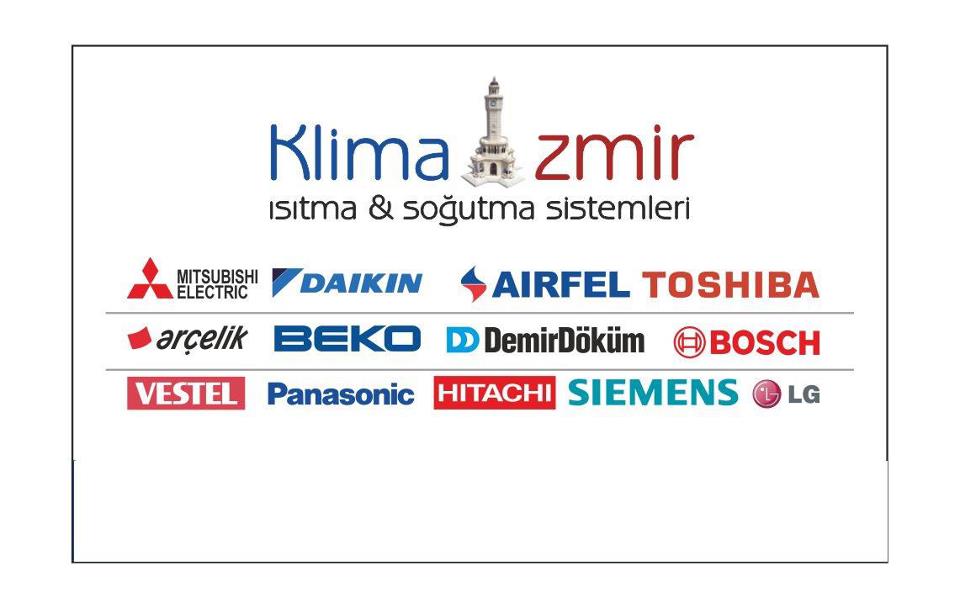 Klima zmir
ısıtma & soğutma sistemleri
MITSUBISHI ELECTRIC DAIKIN AIRFEL TOSHIBA
arçelik BEKO DD DemirDöküm BOSCH
VESTEL Panasonic HITACHI SIEMENS LG